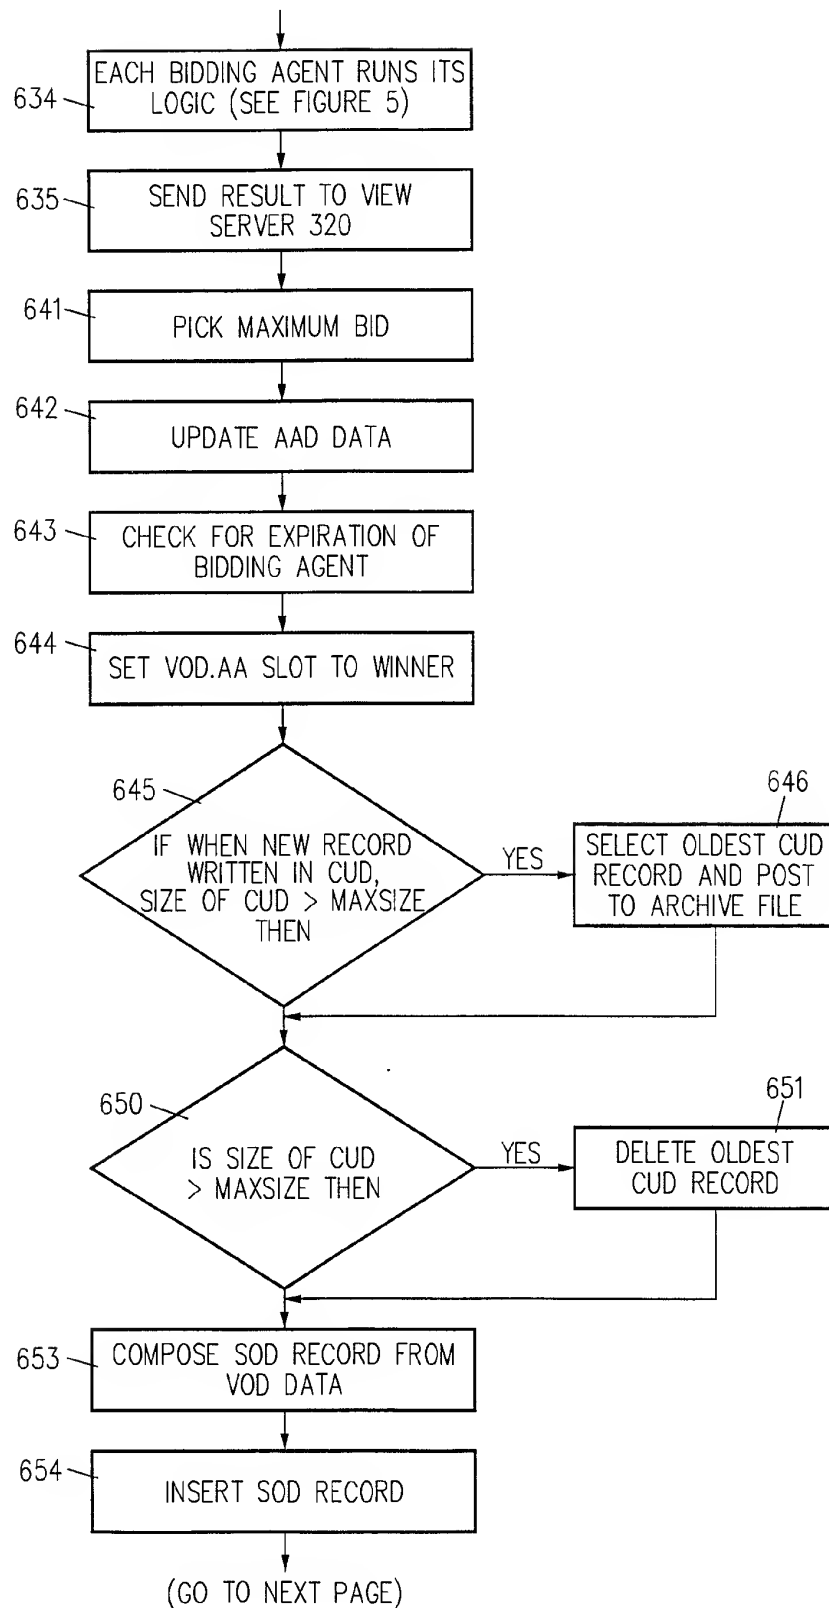 EACH BIDDING AGENT RUNS ITS
LOGIC (SEE FIGURE 5)
634
SEND RESULT TO VIEW
SERVER 320
635
641
PICK MAXIMUM BID
642
UPDATE AAD DATA
643
CHECK FOR EXPIRATION OF
BIDDING AGENT
644
SET VOD.AA SLOT TO WINNER
645
IF WHEN NEW RECORD
WRITTEN IN CUD,
SIZE OF CUD > MAXSIZE
THEN
YES
646
SELECT OLDEST CUD
RECORD AND POST
TO ARCHIVE FILE
650
IS SIZE OF CUD
> MAXSIZE THEN
YES
651
DELETE OLDEST
CUD RECORD
653
COMPOSE SOD RECORD FROM
VOD DATA
654
INSERT SOD RECORD
(GO TO NEXT PAGE)